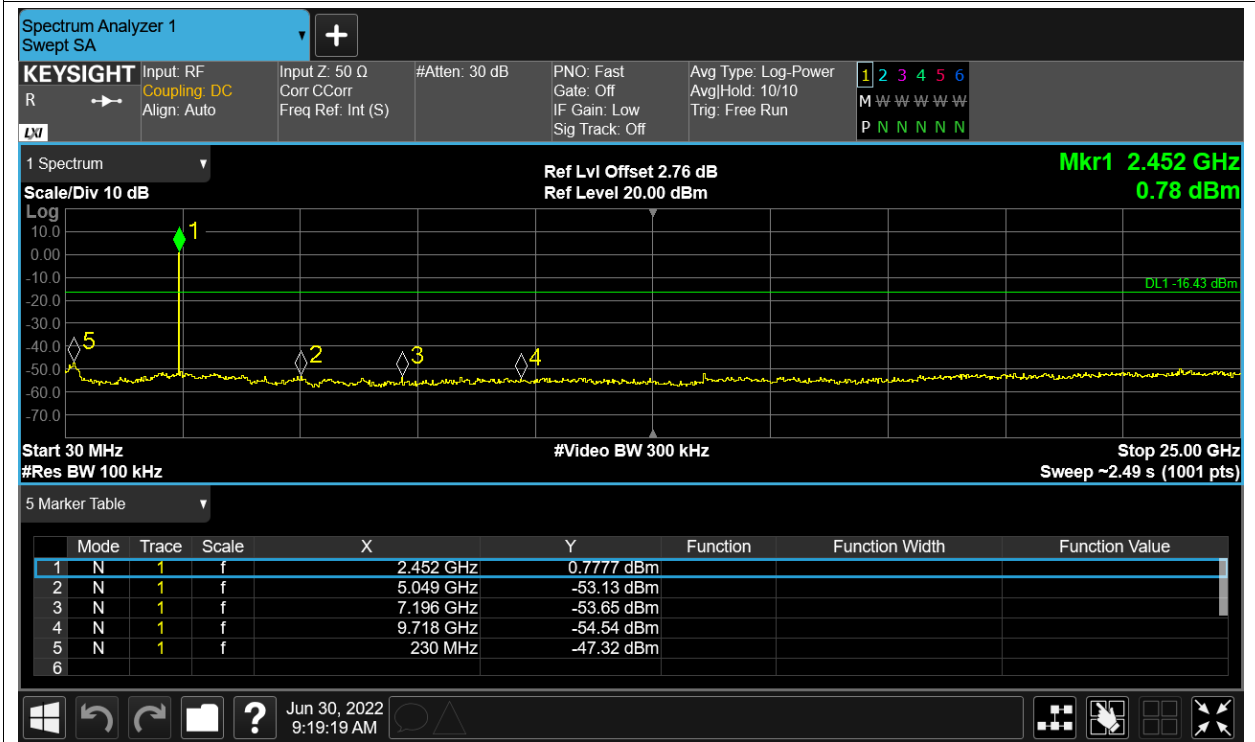 Spectrum Analyzer 1
Swept SA
KEYSIGHT
R
LXI
Input: RF
Coupling: DC
Align: Auto
Input Z: 50 Ω
Corr CCorr
Freq Ref: Int (S)
#Atten: 30 dB
PNO: Fast
Gate: Off
IF Gain: Low
Sig Track: Off
Avg Type: Log-Power
Avg|Hold: 10/10
Trig: Free Run
1 2 3 4 5 6
M W W W W W
P N N N N N
1 Spectrum
Scale/Div 10 dB
Ref Lvl Offset 2.76 dB
Ref Level 20.00 dBm
Mkr1 2.452 GHz
0.78 dBm
Log
10.0
0.00
-10.0
-20.0
-30.0
-40.0
-50.0
-60.0
-70.0
1
DL1 -16.43 dBm
5
2
3
4
Start 30 MHz
#Video BW 300 kHz
Stop 25.00 GHz
#Res BW 100 kHz
Sweep ~2.49 s (1001 pts)
5 Marker Table
Mode Trace Scale X Y Function Function Width Function Value
1 N 1 f 2.452 GHz 0.7777 dBm
2 N 1 f 5.049 GHz -53.13 dBm
3 N 1 f 7.196 GHz -53.65 dBm
4 N 1 f 9.718 GHz -54.54 dBm
5 N 1 f 230 MHz -47.32 dBm
6
?
Jun 30, 2022
9:19:19 AM